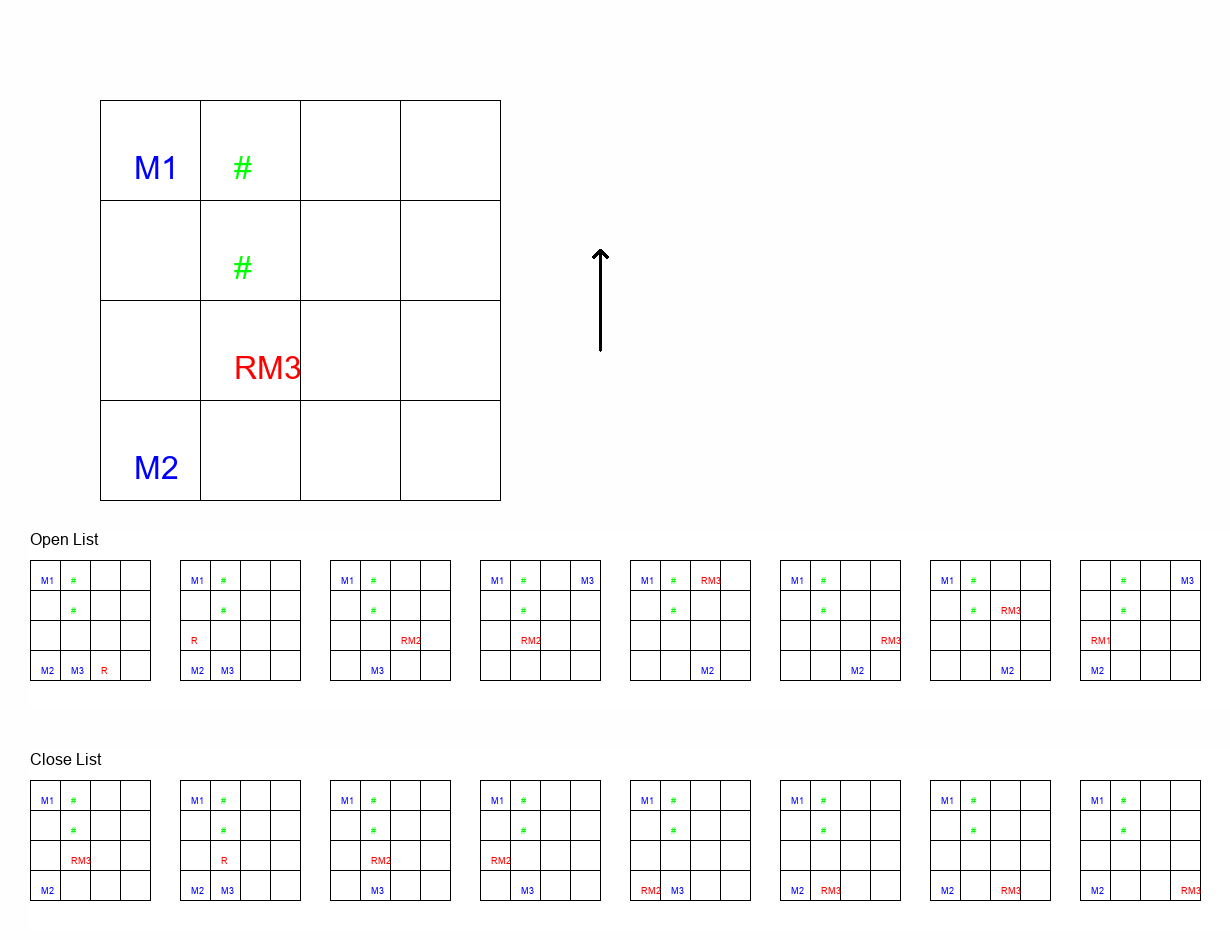 M1 #
#
RM3
M2
Open List
M1 # M1 # M1 # M1 # M3 M1 # RM3 M1 # M1 # # M3
# # # # # # # RM3 #
R RM2 RM2 RM3 RM1
M2 M3 R M2 M3 M3 M2 M2 M2 M2
Close List
M1 # M1 # M1 # M1 # M1 # M1 # M1 # M1 #
# # # # # # # #
RM3 R RM2 RM2
M2 M2 M3 M3 M3 RM2 M3 M2 RM3 M2 RM3 M2 RM3